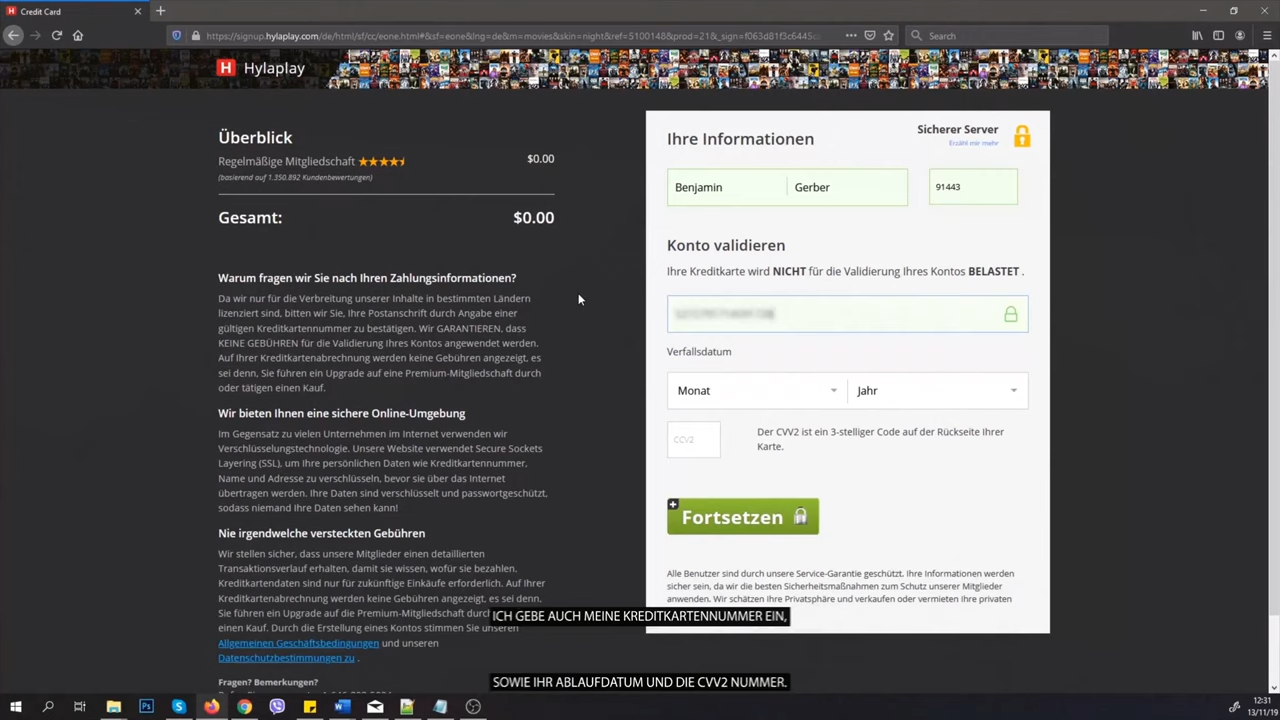 Credit Card
https://signup.hylaplay.com/de/html/sf/cc/eone.html#&sf=eone&lng=de&m=movies&skin=night&ref=5100148&prod=21&_sign=f063d81f3c6445c
Search
H Hylaplay
Überblick
Regelmäßige Mitgliedschaft $0.00
(basierend auf 1.350.892 Kundenbewertungen)
Gesamt: $0.00
Warum fragen wir Sie nach Ihren Zahlungsinformationen?
Da wir nur für die Verbreitung unserer Inhalte in bestimmten Ländern
lizenziert sind, bitten wir Sie, Ihre Postanschrift durch Angabe einer
gültigen Kreditkartennummer zu bestätigen. Wir GARANTIEREN, dass
KEINE GEBÜHREN für die Validierung Ihres Kontos angewendet werden.
Auf Ihrer Kreditkartenabrechnung werden keine Gebühren angezeigt, es
sei denn, Sie führen ein Upgrade auf eine Premium-Mitgliedschaft durch
oder tätigen einen Kauf.
Wir bieten Ihnen eine sichere Online-Umgebung
Im Gegensatz zu vielen Unternehmen im Internet verwenden wir
Verschlüsselungstechnologie. Unsere Website verwendet Secure Sockets
Layering (SSL), um Ihre persönlichen Daten wie Kreditkartennummer,
Name und Adresse zu verschlüsseln, bevor sie über das Internet
übertragen werden. Ihre Daten sind verschlüsselt und passwortgeschützt,
sodass niemand Ihre Daten sehen kann!
Nie irgendwelche versteckten Gebühren
Wir stellen sicher, dass unsere Mitglieder einen detaillierten
Transaktionsverlauf erhalten, damit sie wissen, wofür sie bezahlen.
Kreditkartendaten sind nur für zukünftige Einkäufe erforderlich. Auf Ihrer
Kreditkartenabrechnung werden keine Gebühren angezeigt, es sei denn,
Sie führen ein Upgrade auf die Premium-Mitgliedschaft durch
einen Kauf. Durch die Erstellung eines Kontos stimmen Sie unseren
Allgemeinen Geschäftsbedingungen und unseren
Datenschutzbestimmungen zu .
Fragen? Bemerkungen?
Ihre Informationen
Sicherer Server
Erzähl mir mehr
Benjamin Gerber 91443
Konto validieren
Ihre Kreditkarte wird NICHT für die Validierung Ihres Kontos BELASTET .
Verfallsdatum
Monat Jahr
CCV2
Der CVV2 ist ein 3-stelliger Code auf der Rückseite Ihrer
Karte.
Fortsetzen
Alle Benutzer sind durch unsere Service-Garantie geschützt. Ihre Informationen werden
sicher sein, da wir die besten Sicherheitsmaßnahmen zum Schutz unserer Mitglieder
anwenden. Wir schätzen Ihre Privatsphäre und verkaufen oder vermieten ihre privaten
ICH GEBE AUCH MEINE KREDITKARTENNUMMER EIN,
SOWIE IHR ABLAUFDATUM UND DIE CVV2 NUMMER.
12:31
13/11/19